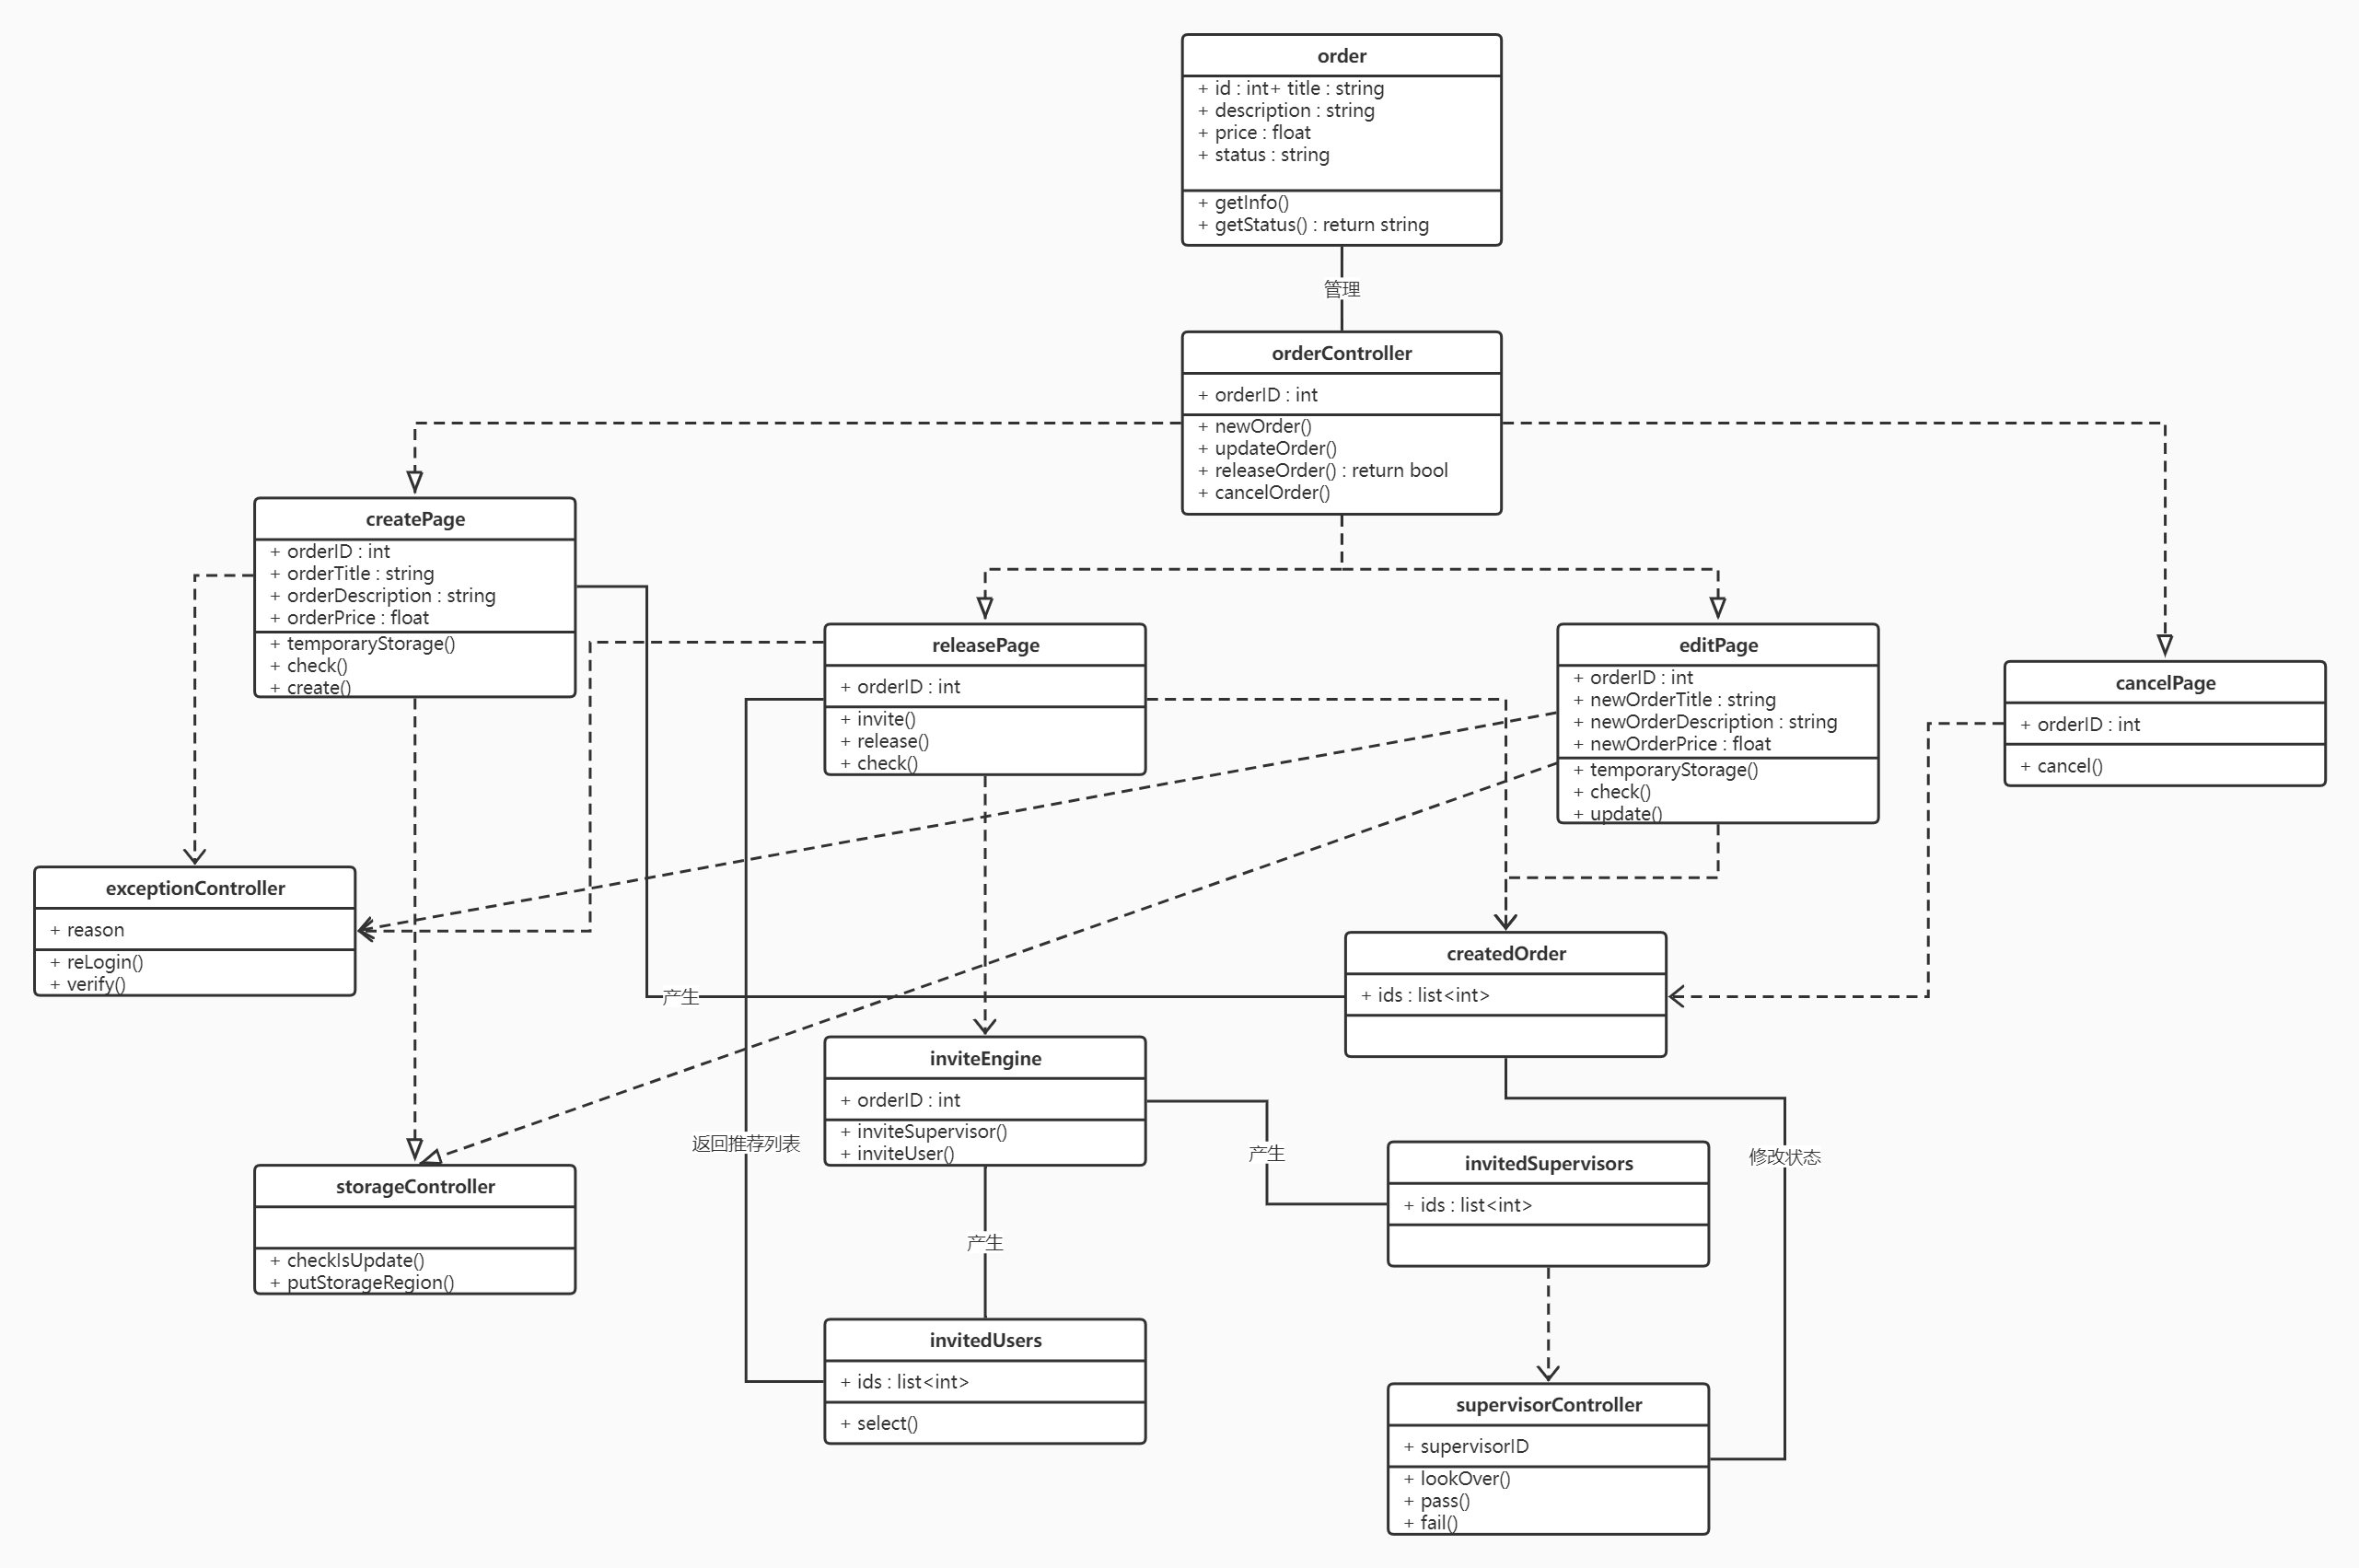 order
+ id : int+ title : string
+ description : string
+ price : float
+ status : string
+ getInfo()
+ getStatus() : return string
管理
orderController
+ orderID : int
+ newOrder()
+ updateOrder()
+ releaseOrder() : return bool
+ cancelOrder()
createPage
+ orderID : int
+ orderTitle : string
+ orderDescription : string
+ orderPrice : float
+ temporaryStorage()
+ check()
+ create()
releasePage
+ orderID : int
+ invite()
+ release()
+ check()
editPage
+ orderID : int
+ newOrderTitle : string
+ newOrderDescription : string
+ newOrderPrice : float
+ temporaryStorage()
+ check()
+ update()
cancelPage
+ orderID : int
+ cancel()
exceptionController
+ reason
+ reLogin()
+ verify()
createdOrder
+ ids : list<int>
产生
inviteEngine
+ orderID : int
+ inviteSupervisor()
+ inviteUser()
返回推荐列表
产生
invitedSupervisors
+ ids : list<int>
修改状态
storageController
+ checkIsUpdate()
+ putStorageRegion()
产生
invitedUsers
+ ids : list<int>
+ select()
supervisorController
+ supervisorID
+ lookOver()
+ pass()
+ fail()